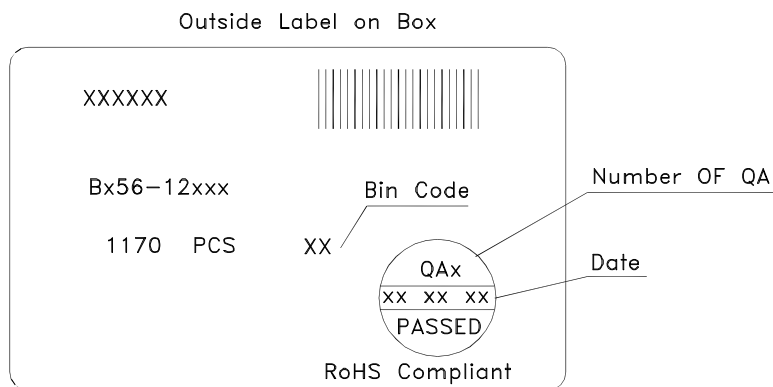 Outside Label on Box
XXXXXX
Bx56-12xxx
Bin Code
Number OF QA
1170 PCS
XX
QAx
Date
xx xx xx
PASSED
RoHS Compliant